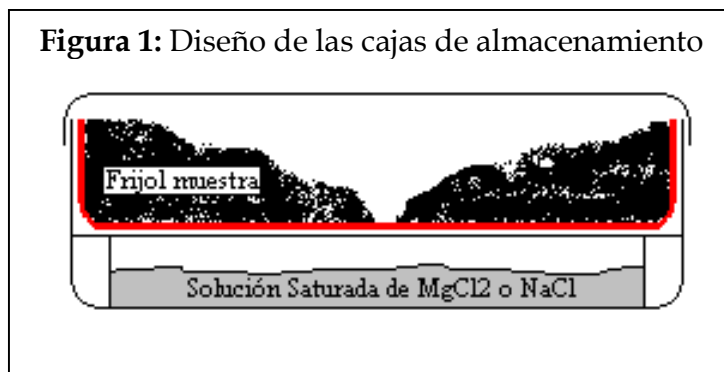 Figura 1: Diseño de las cajas de almacenamiento
Frijol muestra
Solución Saturada de MgCl2 o NaCl